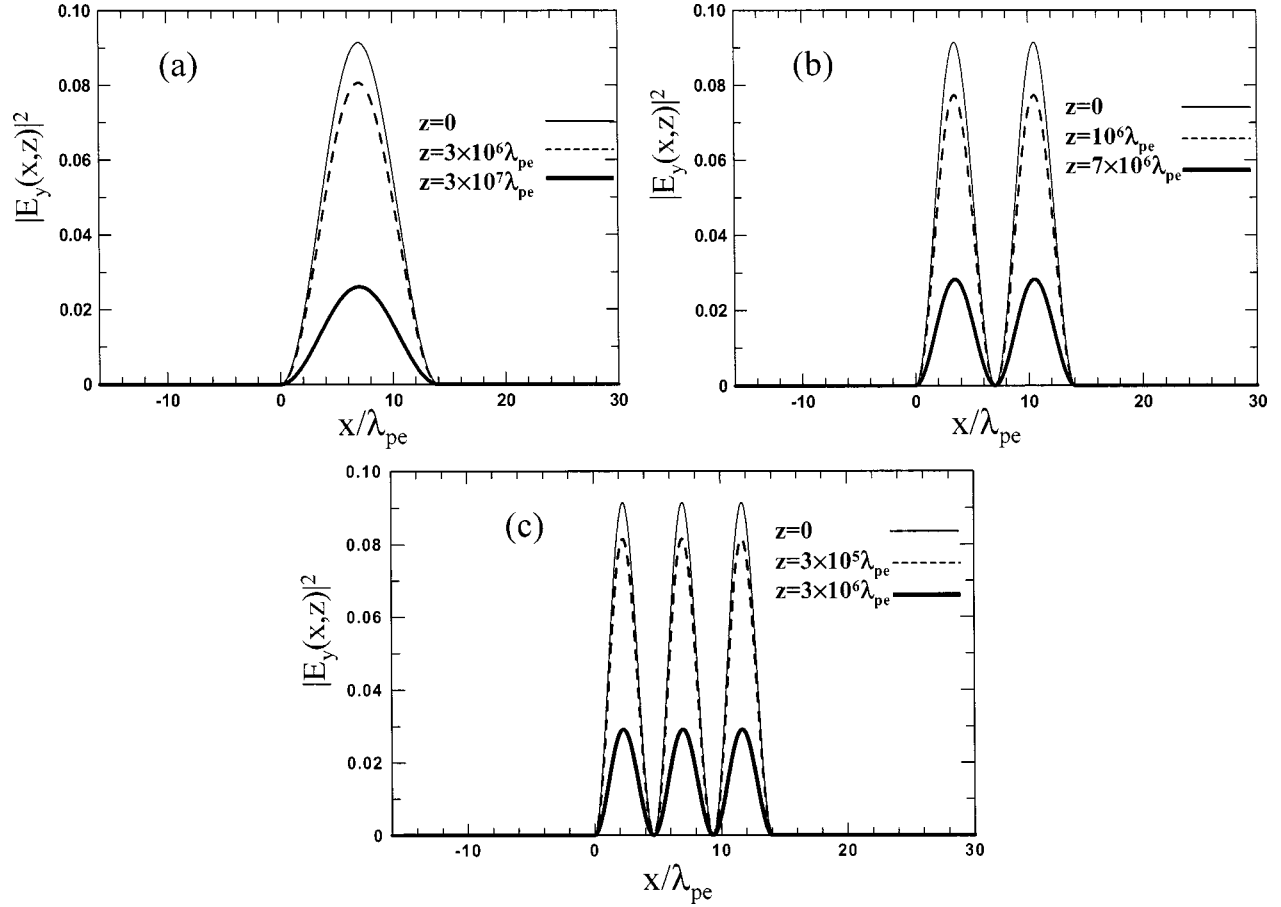 0.10
(a)
0.08
z=0
z=3×10⁶λpe
z=3×10⁷λpe
0.06
|Ey(x,z)|²
0.04
0.02
0
-10 0 10 20 30
x/λpe
0.10
(b)
0.08
z=0
z=10⁶λpe
z=7×10⁶λpe
0.06
|Ey(x,z)|²
0.04
0.02
0
-10 0 10 20 30
x/λpe
0.10
(c)
z=0
0.08
z=3×10⁵λpe
z=3×10⁶λpe
0.06
|Ey(x,z)|²
0.04
0.02
0
-10 0 10 20 30
x/λpe